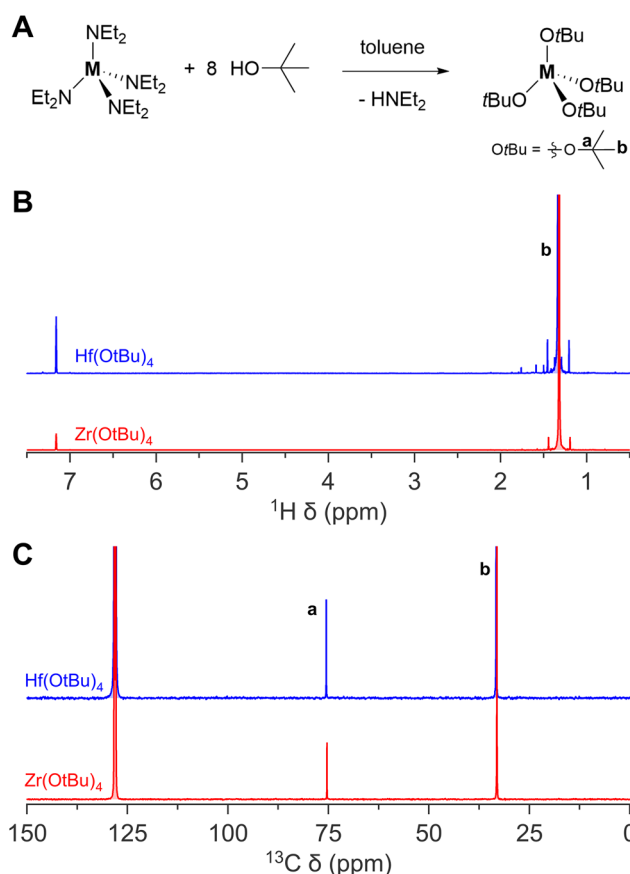 A
NEt₂
M
Et₂N
NEt₂
NEt₂
+ 8 HO
toluene
- HNEt₂
OtBu
M
tBuO
OtBu
OtBu
OtBu = O a b
B
b
Hf(OtBu)₄
Zr(OtBu)₄
7 6 5 4 3 2 1
¹H δ (ppm)
C
a
b
Hf(OtBu)₄
Zr(OtBu)₄
150 125 100 75 50 25 0
¹³C δ (ppm)